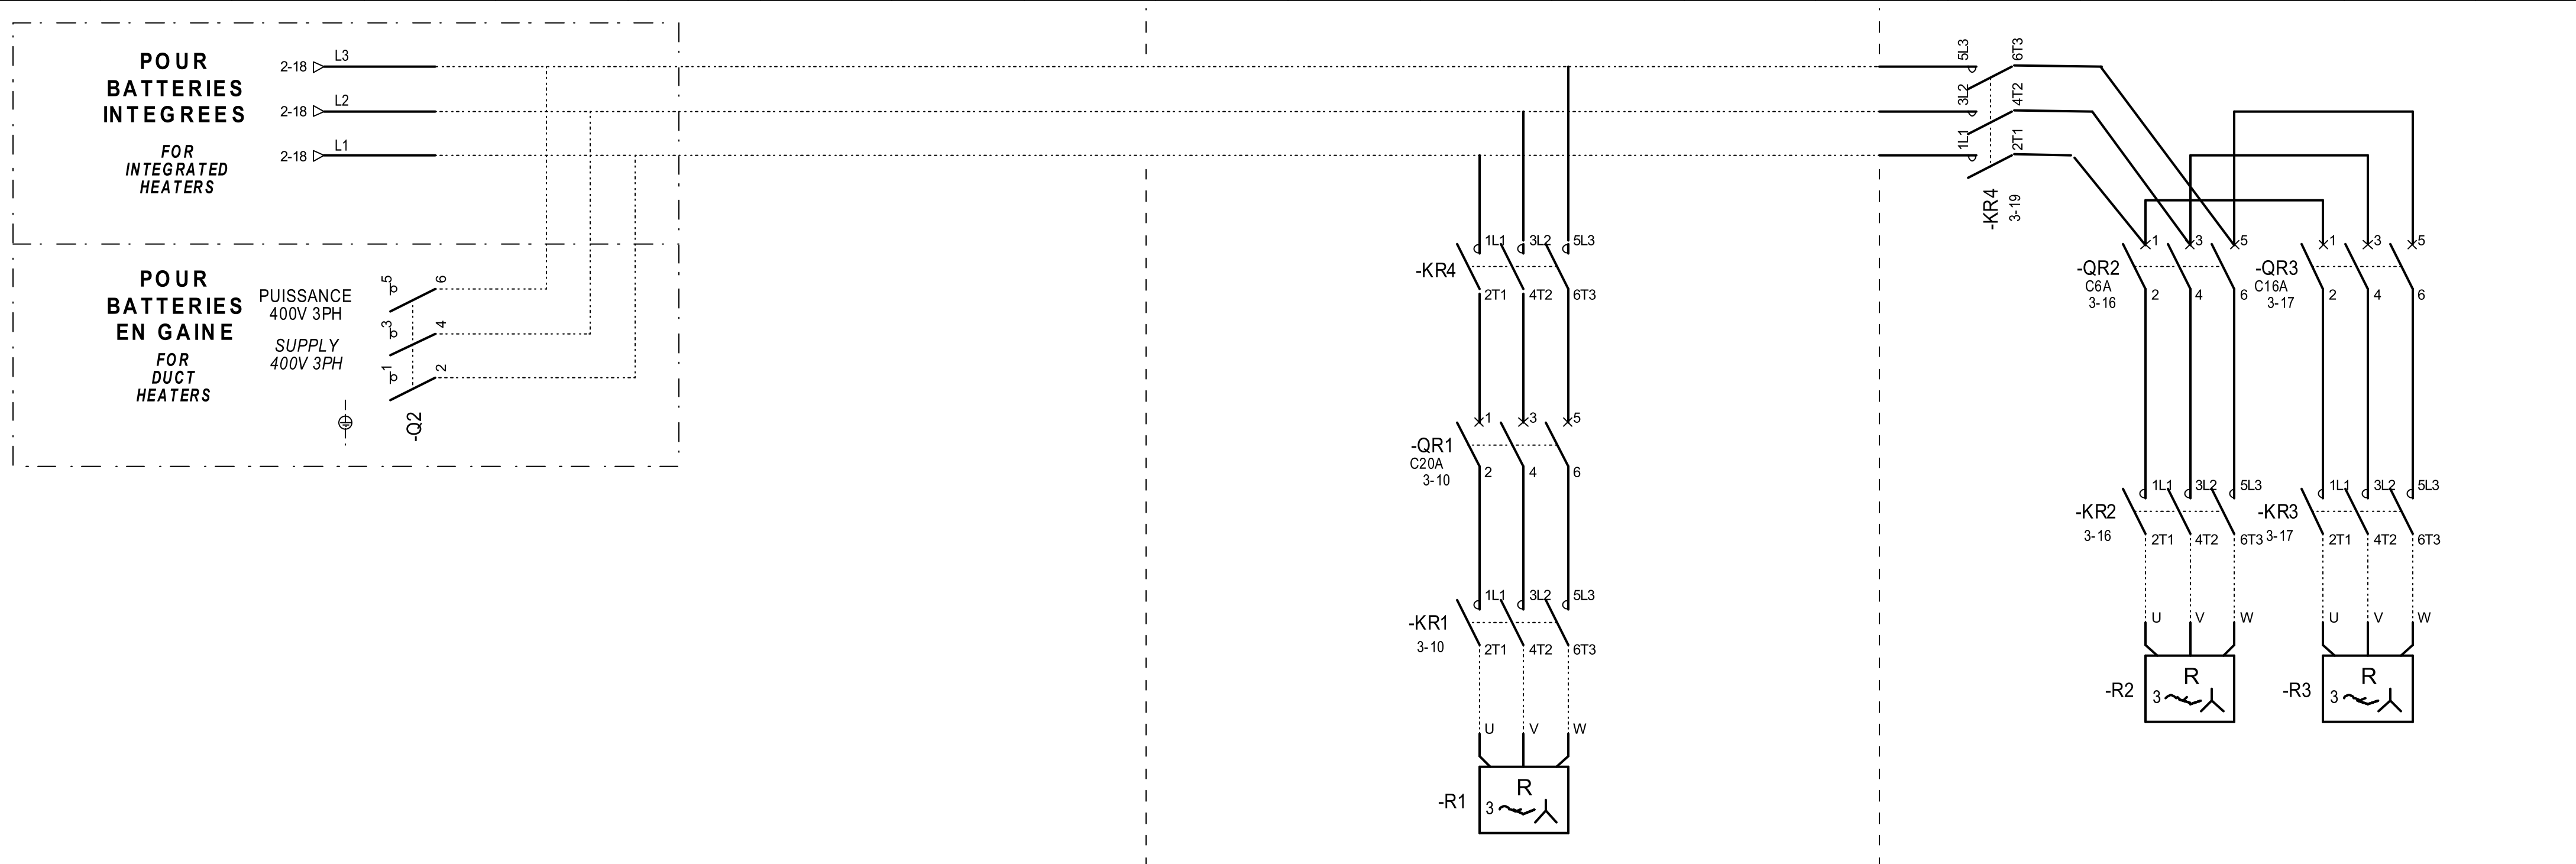 POUR
BATTERIES
INTEGREES
FOR
INTEGRATED
HEATERS
2-18 L3
2-18 L2
2-18 L1
POUR
BATTERIES
EN GAINE
FOR
DUCT
HEATERS
PUISSANCE
400V 3PH
SUPPLY
400V 3PH
5 6
3 4
1 2
-Q2
1L1 3L2 5L3
-KR4
2T1 4T2 6T3
1 3 5
-QR1
C20A
3-10
2 4 6
1L1 3L2 5L3
-KR1
3-10
2T1 4T2 6T3
U V W
-R1
R
3
5L3 6T3
3L2 4T2
1L1 2T1
-KR4
3-19
1 3 5
-QR2
C6A
3-16
2 4 6
1L1 3L2 5L3
-KR2
3-16
2T1 4T2 6T3
U V W
-R2
R
3
1 3 5
-QR3
C16A
3-17
2 4 6
1L1 3L2 5L3
-KR3
3-17
2T1 4T2 6T3
U V W
-R3
R
3